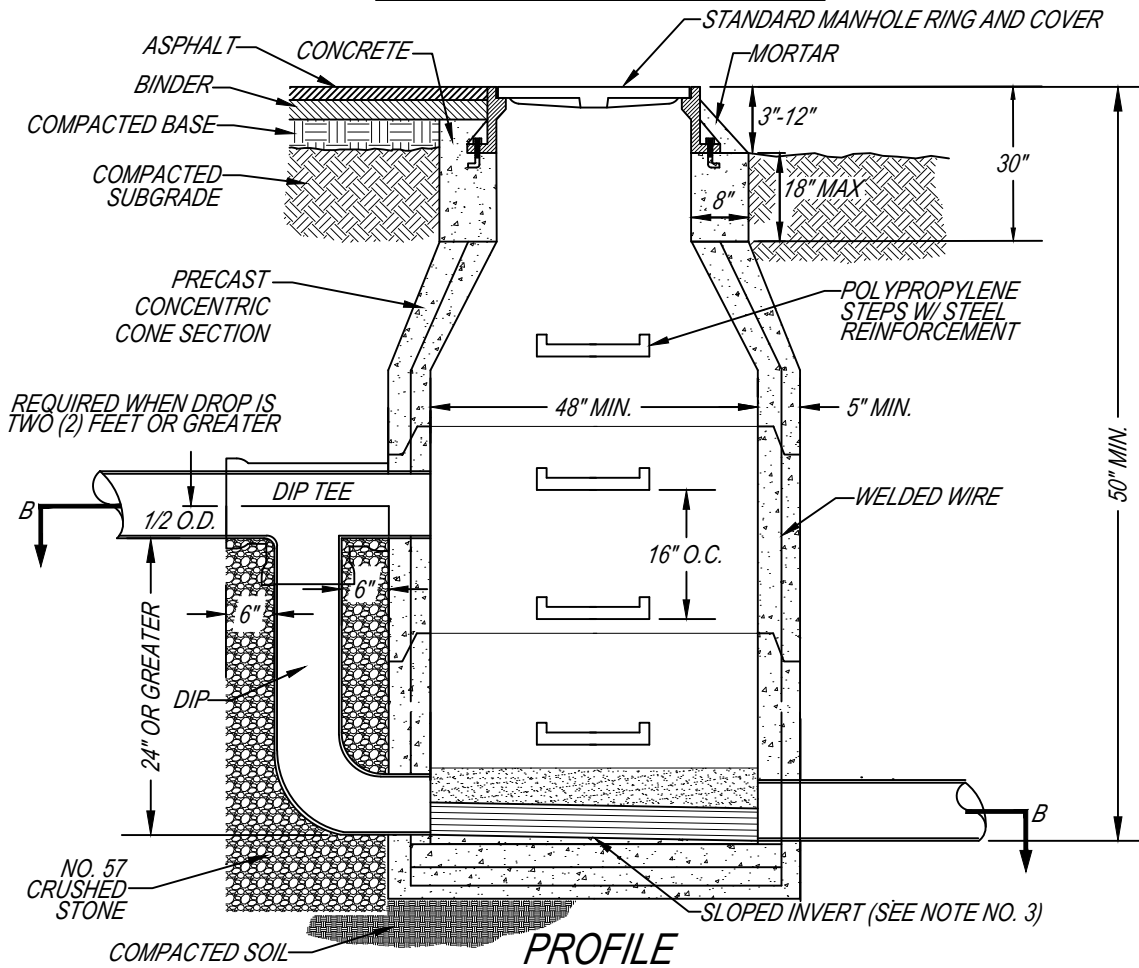 STANDARD MANHOLE RING AND COVER
ASPHALT
CONCRETE
MORTAR
BINDER
3"-12"
COMPACTED BASE
30"
COMPACTED
SUBGRADE
18" MAX
8"
PRECAST
CONCENTRIC
CONE SECTION
POLYPROPYLENE
STEPS W/ STEEL
REINFORCEMENT
REQUIRED WHEN DROP IS
TWO (2) FEET OR GREATER
48" MIN.
5" MIN.
50" MIN.
DIP TEE
WELDED WIRE
B
1/2 O.D.
16" O.C.
6"
6"
24" OR GREATER
DIP
B
NO. 57
CRUSHED
STONE
SLOPED INVERT (SEE NOTE NO. 3)
COMPACTED SOIL
PROFILE